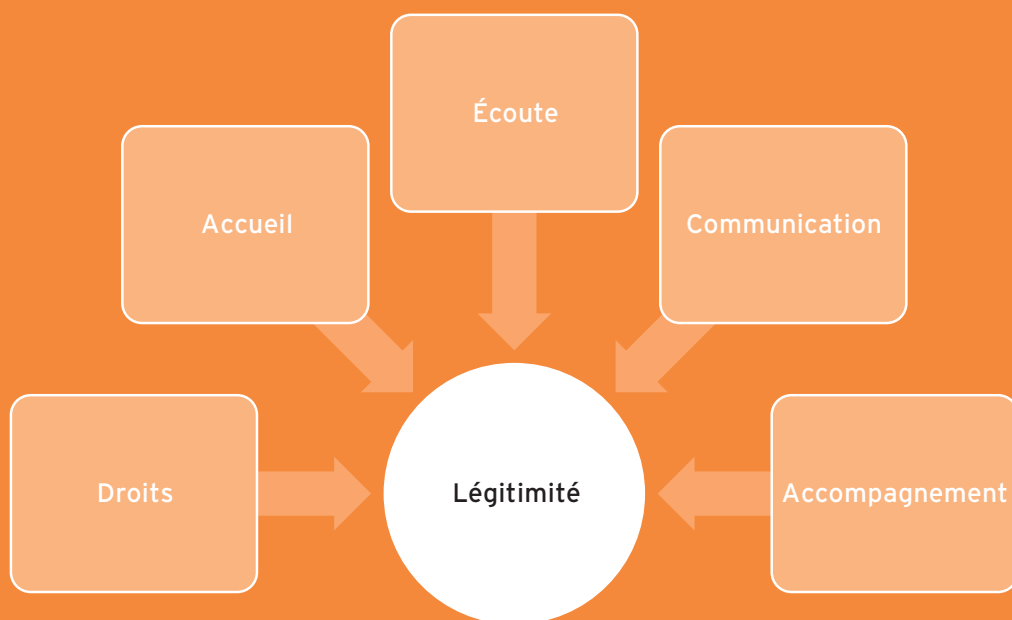 Écoute
Accueil
Communication
Droits
Légitimité
Accompagnement